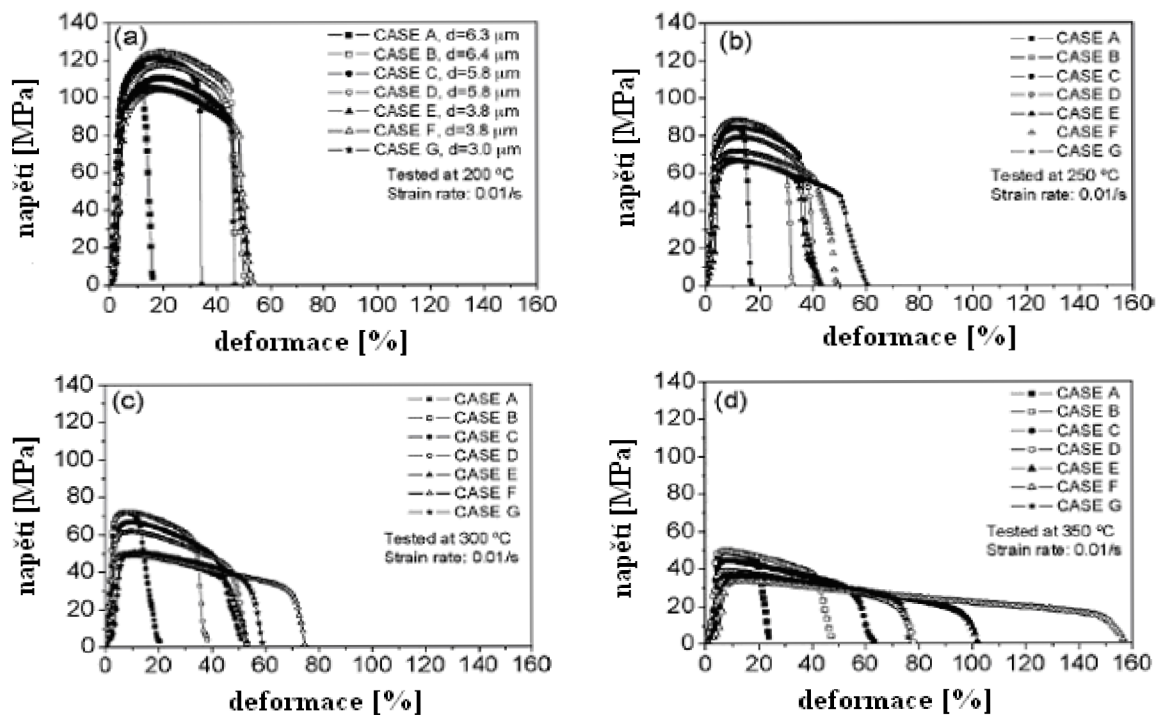 (a)
140
120
100
80
60
40
20
0
napětí [MPa]
CASE A, d=6.3 µm
CASE B, d=6.4 µm
CASE C, d=5.8 µm
CASE D, d=5.8 µm
CASE E, d=3.8 µm
CASE F, d=3.8 µm
CASE G, d=3.0 µm
Tested at 200 ºC
Strain rate: 0.01/s
0 20 40 60 80 100 120 140 160
deformace [%]
(b)
140
120
100
80
60
40
20
0
napětí [MPa]
CASE A
CASE B
CASE C
CASE D
CASE E
CASE F
CASE G
Tested at 250 ºC
Strain rate: 0.01/s
0 20 40 60 80 100 120 140 160
deformace [%]
(c)
140
120
100
80
60
40
20
0
napětí [MPa]
CASE A
CASE B
CASE C
CASE D
CASE E
CASE F
CASE G
Tested at 300 ºC
Strain rate: 0.01/s
0 20 40 60 80 100 120 140 160
deformace [%]
(d)
140
120
100
80
60
40
20
0
napětí [MPa]
CASE A
CASE B
CASE C
CASE D
CASE E
CASE F
CASE G
Tested at 350 ºC
Strain rate: 0.01/s
0 20 40 60 80 100 120 140 160
deformace [%]